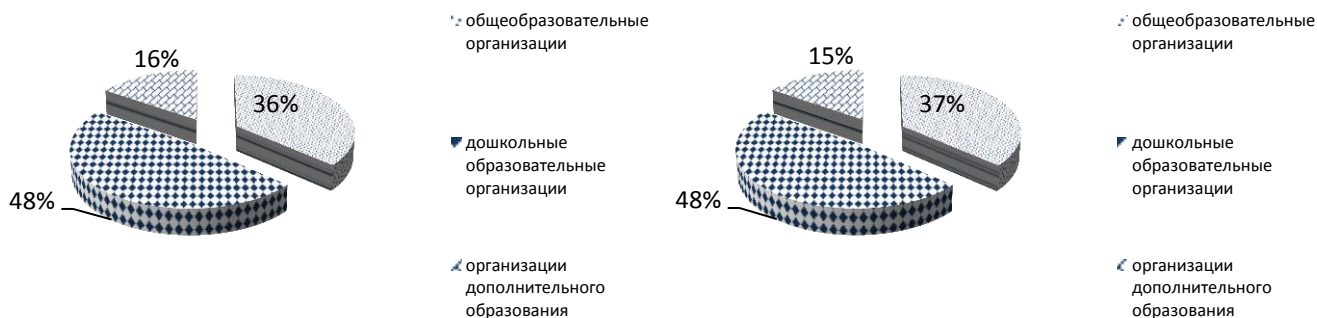 16%
36%
48%
общеобразовательные
организации
дошкольные
образовательные
организации
организации
дополнительного
образования
15%
37%
48%
общеобразовательные
организации
дошкольные
образовательные
организации
организации
дополнительного
образования